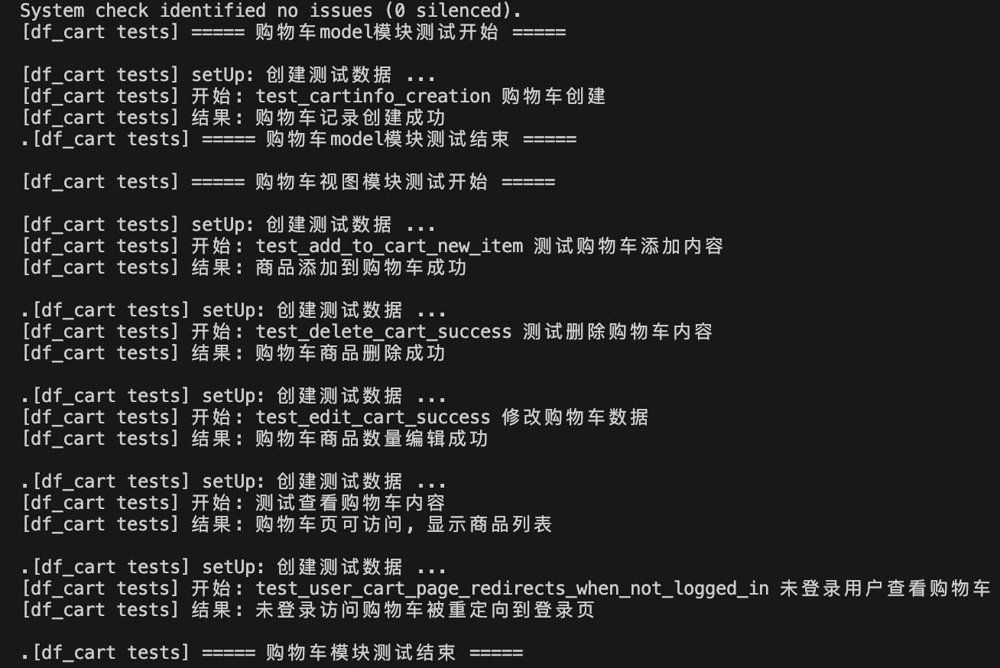 System check identified no issues (0 silenced).
[df_cart tests] ===== 购物车model模块测试开始 =====
[df_cart tests] setUp: 创建测试数据 ...
[df_cart tests] 开始: test_cartinfo_creation 购物车创建
[df_cart tests] 结果: 购物车记录创建成功
.[df_cart tests] ===== 购物车model模块测试结束 =====
[df_cart tests] ===== 购物车视图模块测试开始 =====
[df_cart tests] setUp: 创建测试数据 ...
[df_cart tests] 开始: test_add_to_cart_new_item 测试购物车添加内容
[df_cart tests] 结果: 商品添加到购物车成功
.[df_cart tests] setUp: 创建测试数据 ...
[df_cart tests] 开始: test_delete_cart_success 测试删除购物车内容
[df_cart tests] 结果: 购物车商品删除成功
.[df_cart tests] setUp: 创建测试数据 ...
[df_cart tests] 开始: test_edit_cart_success 修改购物车数据
[df_cart tests] 结果: 购物车商品数量编辑成功
.[df_cart tests] setUp: 创建测试数据 ...
[df_cart tests] 开始: 测试查看购物车内容
[df_cart tests] 结果: 购物车页可访问, 显示商品列表
.[df_cart tests] setUp: 创建测试数据 ...
[df_cart tests] 开始: test_user_cart_page_redirects_when_not_logged_in 未登录用户查看购物车
[df_cart tests] 结果: 未登录访问购物车被重定向到登录页
.[df_cart tests] ===== 购物车模块测试结束 =====